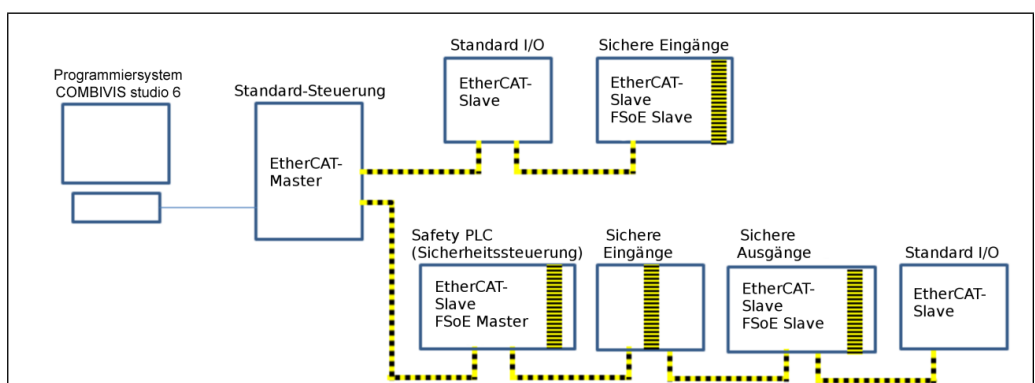 Programmiersystem
COMBIVIS studio 6
Standard-Steuerung
EtherCAT-
Master
Standard I/O
EtherCAT-
Slave
Sichere Eingänge
EtherCAT-
Slave
FSoE Slave
Safety PLC
(Sicherheitssteuerung)
EtherCAT-
Slave
FSoE Master
Sichere
Eingänge
Sichere
Ausgänge
EtherCAT-
Slave
FSoE Slave
Standard I/O
EtherCAT-
Slave